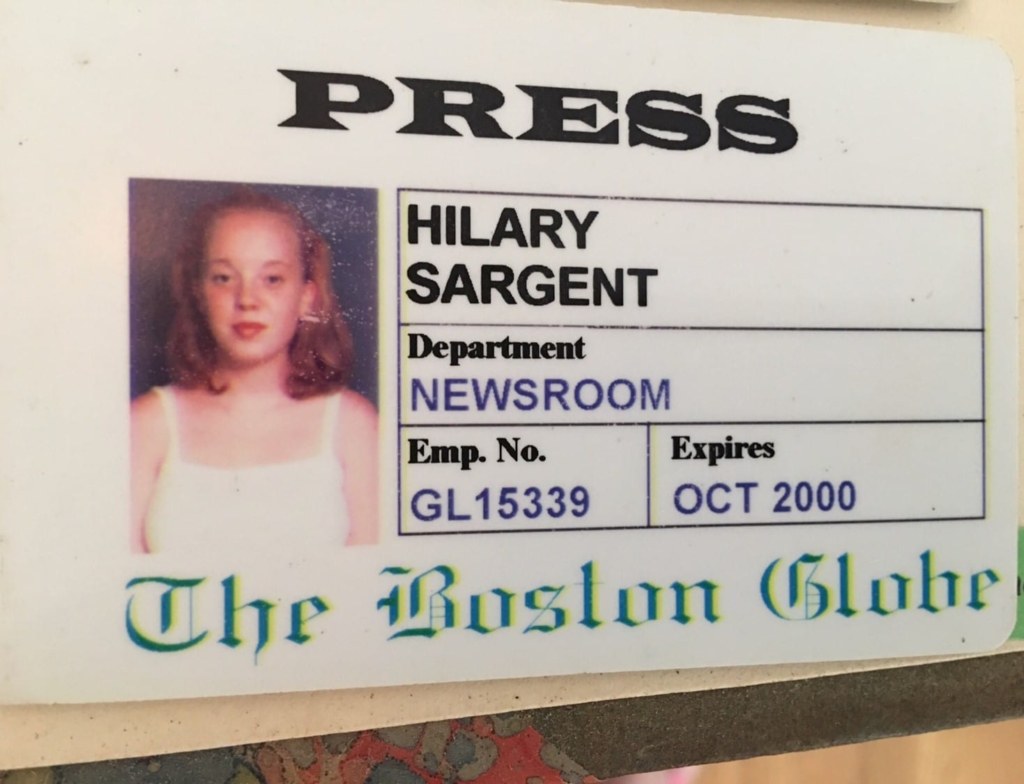 PRESS
HILARY
SARGENT
Department
NEWSROOM
Emp. No.
GL15339
Expires
OCT 2000
The Boston Globe